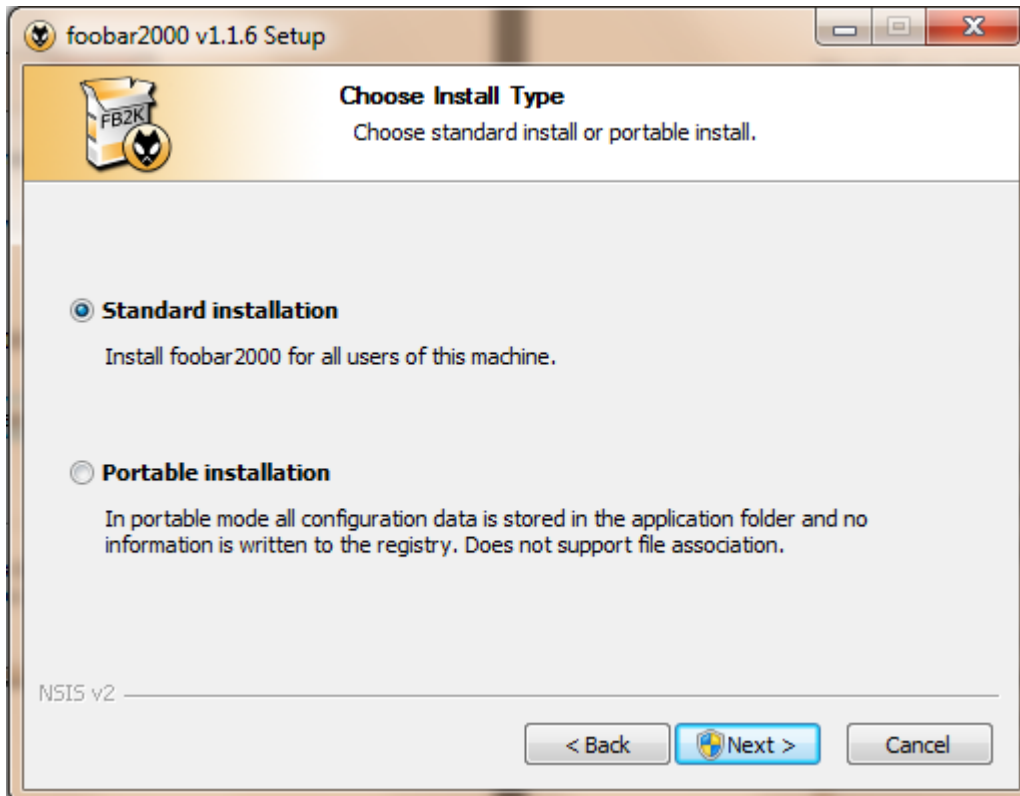 foobar2000 v1.1.6 Setup
FB2K
Choose Install Type
Choose standard install or portable install.
Standard installation
Install foobar2000 for all users of this machine.
Portable installation
In portable mode all configuration data is stored in the application folder and no
information is written to the registry. Does not support file association.
NSIS v2
< Back
Next >
Cancel